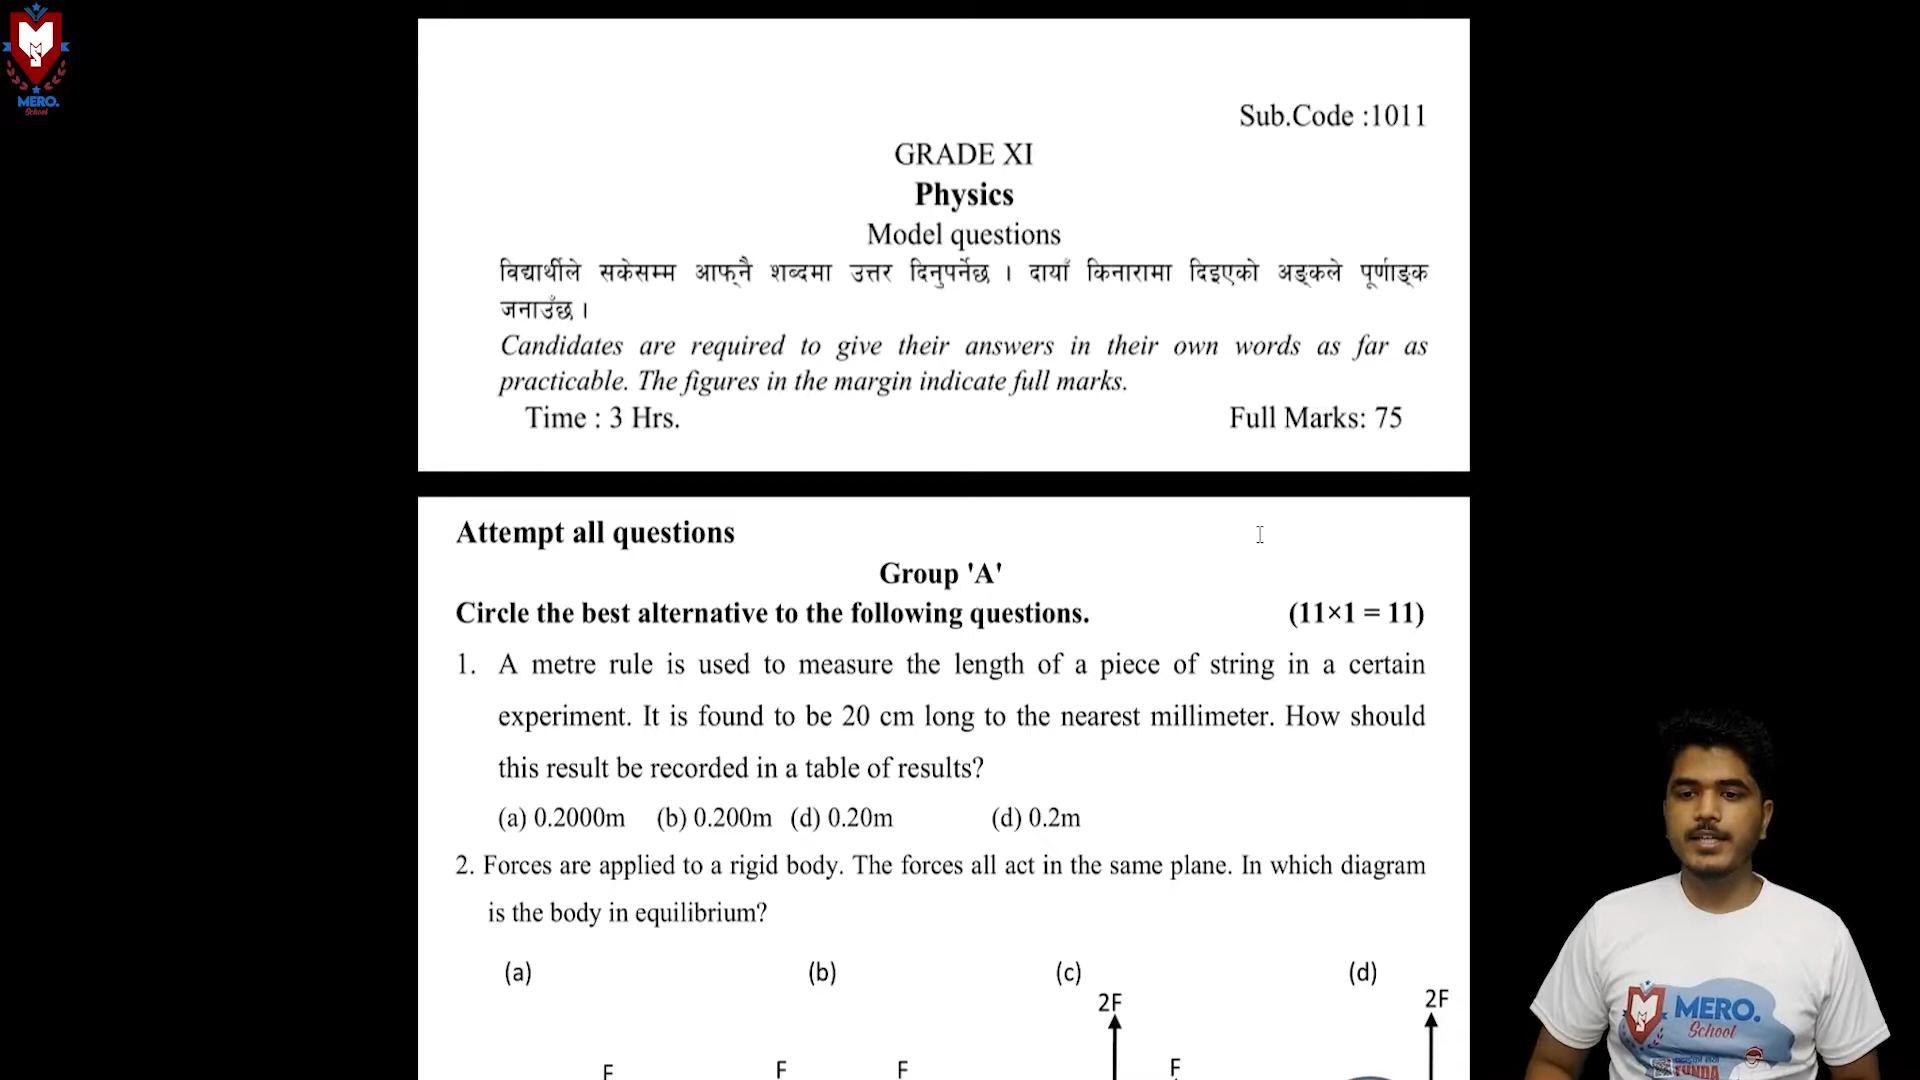 MERO.
School
Sub.Code :1011
GRADE XI
Physics
Model questions
विद्यार्थीले सकेसम्म आफ्नै शब्दमा उत्तर दिनुपर्नेछ । दायाँ किनारामा दिइएको अङ्कले पूर्णाङ्क
जनाउँछ ।
Candidates are required to give their answers in their own words as far as
practicable. The figures in the margin indicate full marks.
Time : 3 Hrs. Full Marks: 75
Attempt all questions
Group 'A'
Circle the best alternative to the following questions. (11×1 = 11)
1. A metre rule is used to measure the length of a piece of string in a certain
experiment. It is found to be 20 cm long to the nearest millimeter. How should
this result be recorded in a table of results?
(a) 0.2000m (b) 0.200m (d) 0.20m (d) 0.2m
2. Forces are applied to a rigid body. The forces all act in the same plane. In which diagram
is the body in equilibrium?
(a) (b) (c) (d)
2F 2F
F F F F
MERO.
School
FUNDA